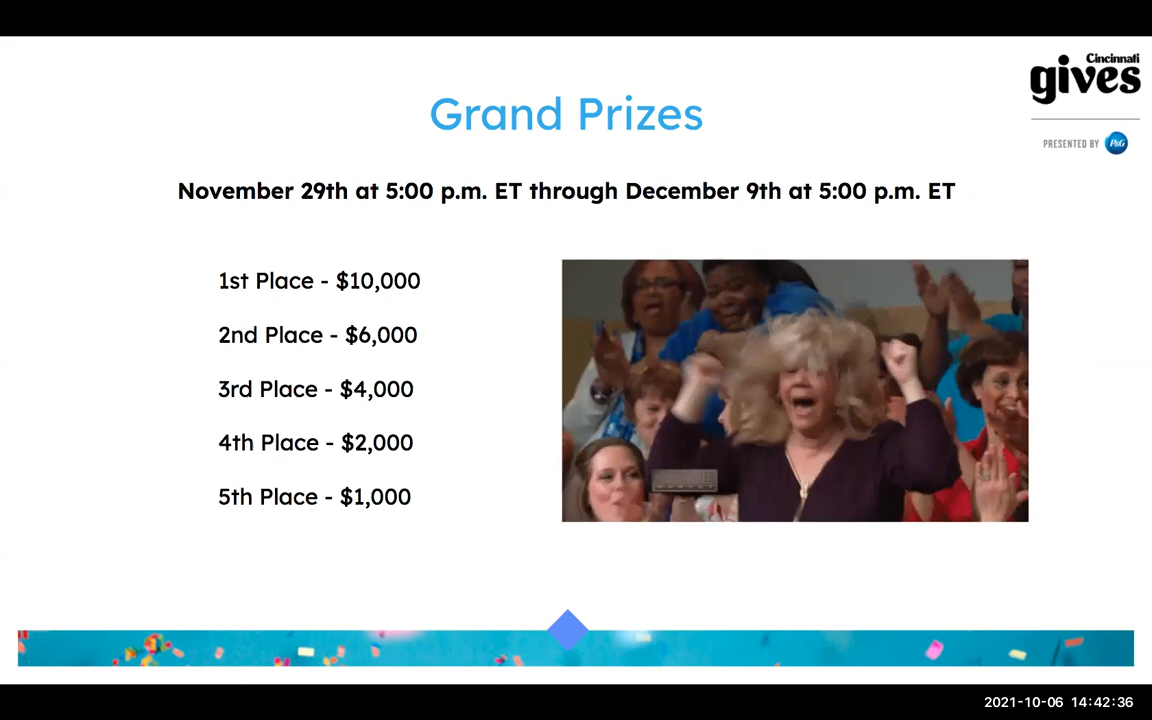 Cincinnati
gives
PRESENTED BY P&G
Grand Prizes
November 29th at 5:00 p.m. ET through December 9th at 5:00 p.m. ET
1st Place - $10,000
2nd Place - $6,000
3rd Place - $4,000
4th Place - $2,000
5th Place - $1,000
2021-10-06 14:42:36